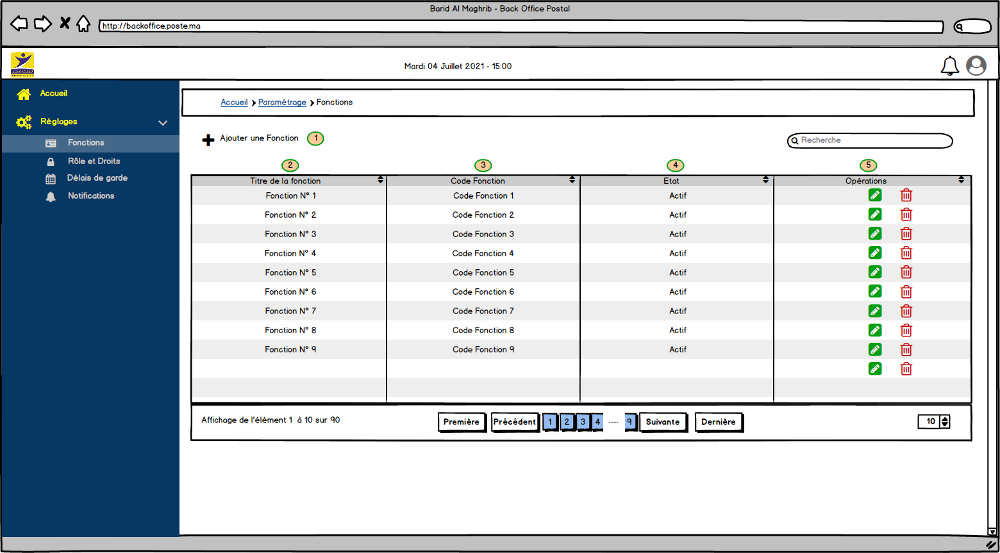 Barid Al Maghrib - Back Office Postal
http://backoffice.poste.ma
Mardi 04 Juillet 2021 - 15:00
Accueil
Réglages
Fonctions
Rôle et Droits
Délais de garde
Notifications
Accueil Paramétrage Fonctions
Ajouter une Fonction 1
Recherche
2 3 4 5
Titre de la fonction Code Fonction Etat Opérations
Fonction N° 1 Code Fonction 1 Actif
Fonction N° 2 Code Fonction 2 Actif
Fonction N° 3 Code Fonction 3 Actif
Fonction N° 4 Code Fonction 4 Actif
Fonction N° 5 Code Fonction 5 Actif
Fonction N° 6 Code Fonction 6 Actif
Fonction N° 7 Code Fonction 7 Actif
Fonction N° 8 Code Fonction 8 Actif
Fonction N° 9 Code Fonction 9 Actif
Affichage de l'élément 1 à 10 sur 90 Première Précédent 1 2 3 4 ...... 9 Suivante Dernière 10